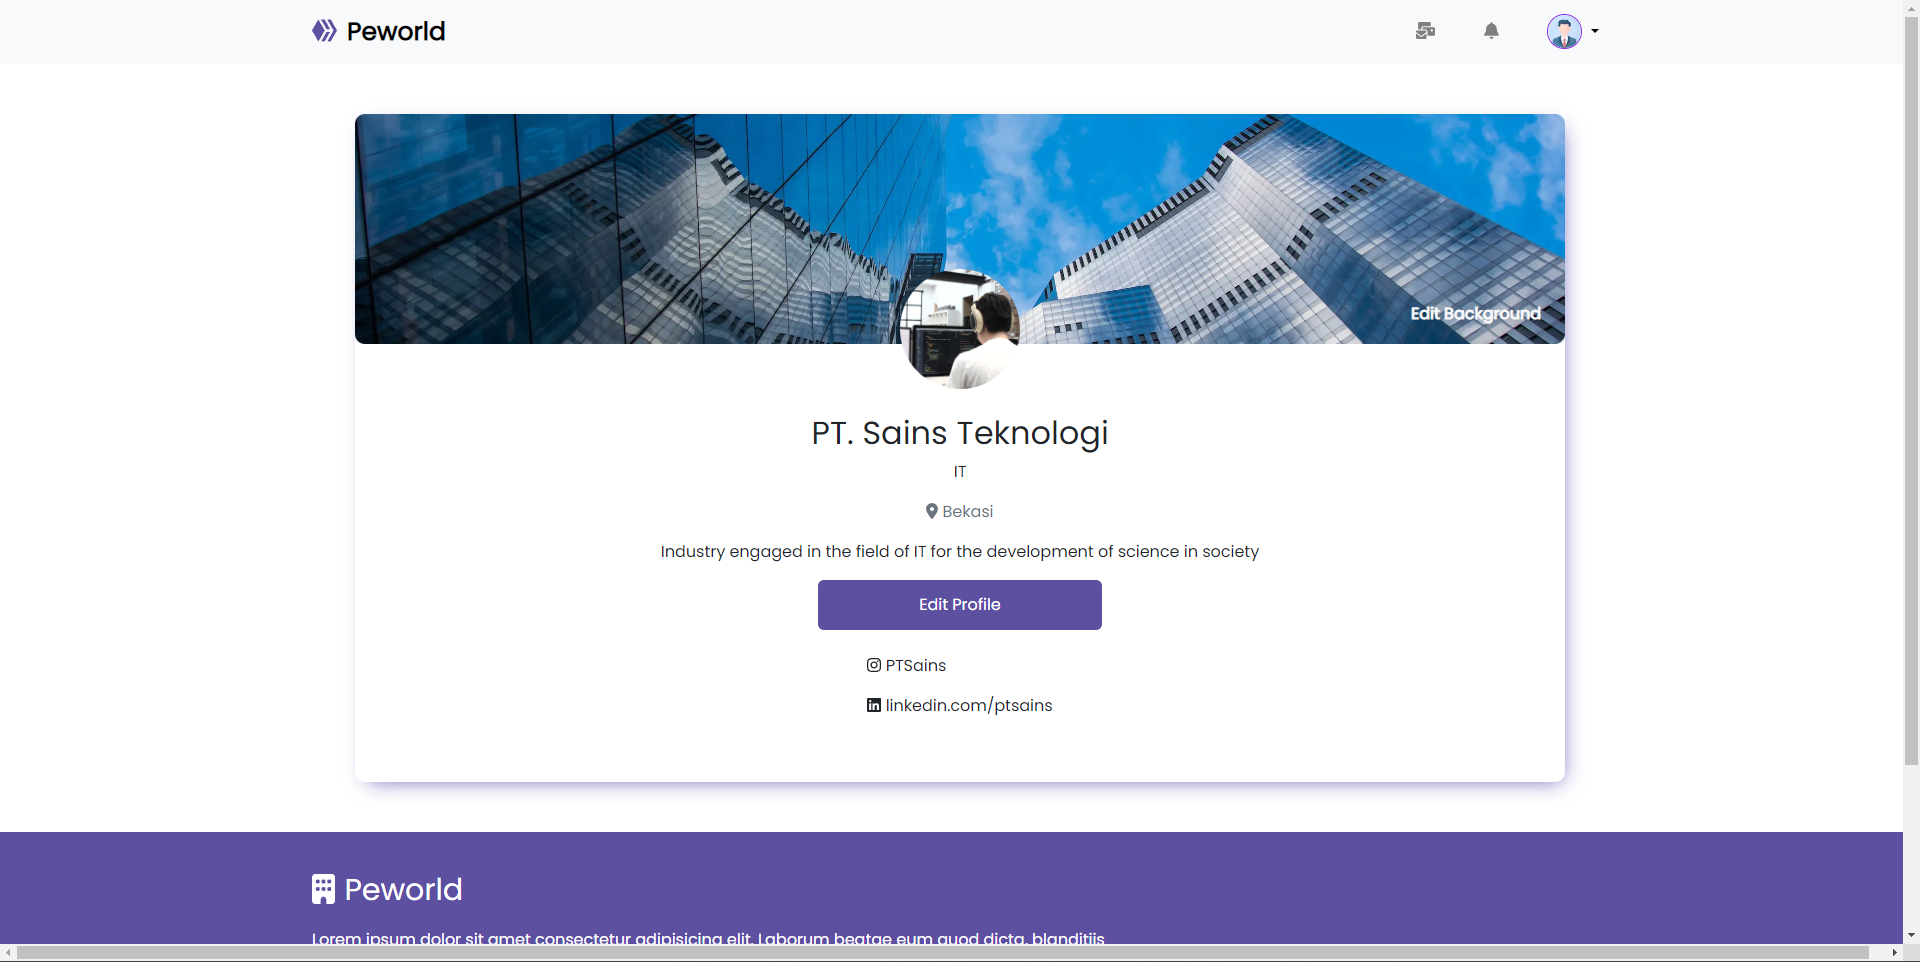 Peworld
Edit Background
PT. Sains Teknologi
IT
Bekasi
Industry engaged in the field of IT for the development of science in society
Edit Profile
PTSains
linkedin.com/ptsains
Peworld
Lorem ipsum dolor sit amet consectetur adipisicing elit. Laborum beatae eum quod dicta, blanditiis